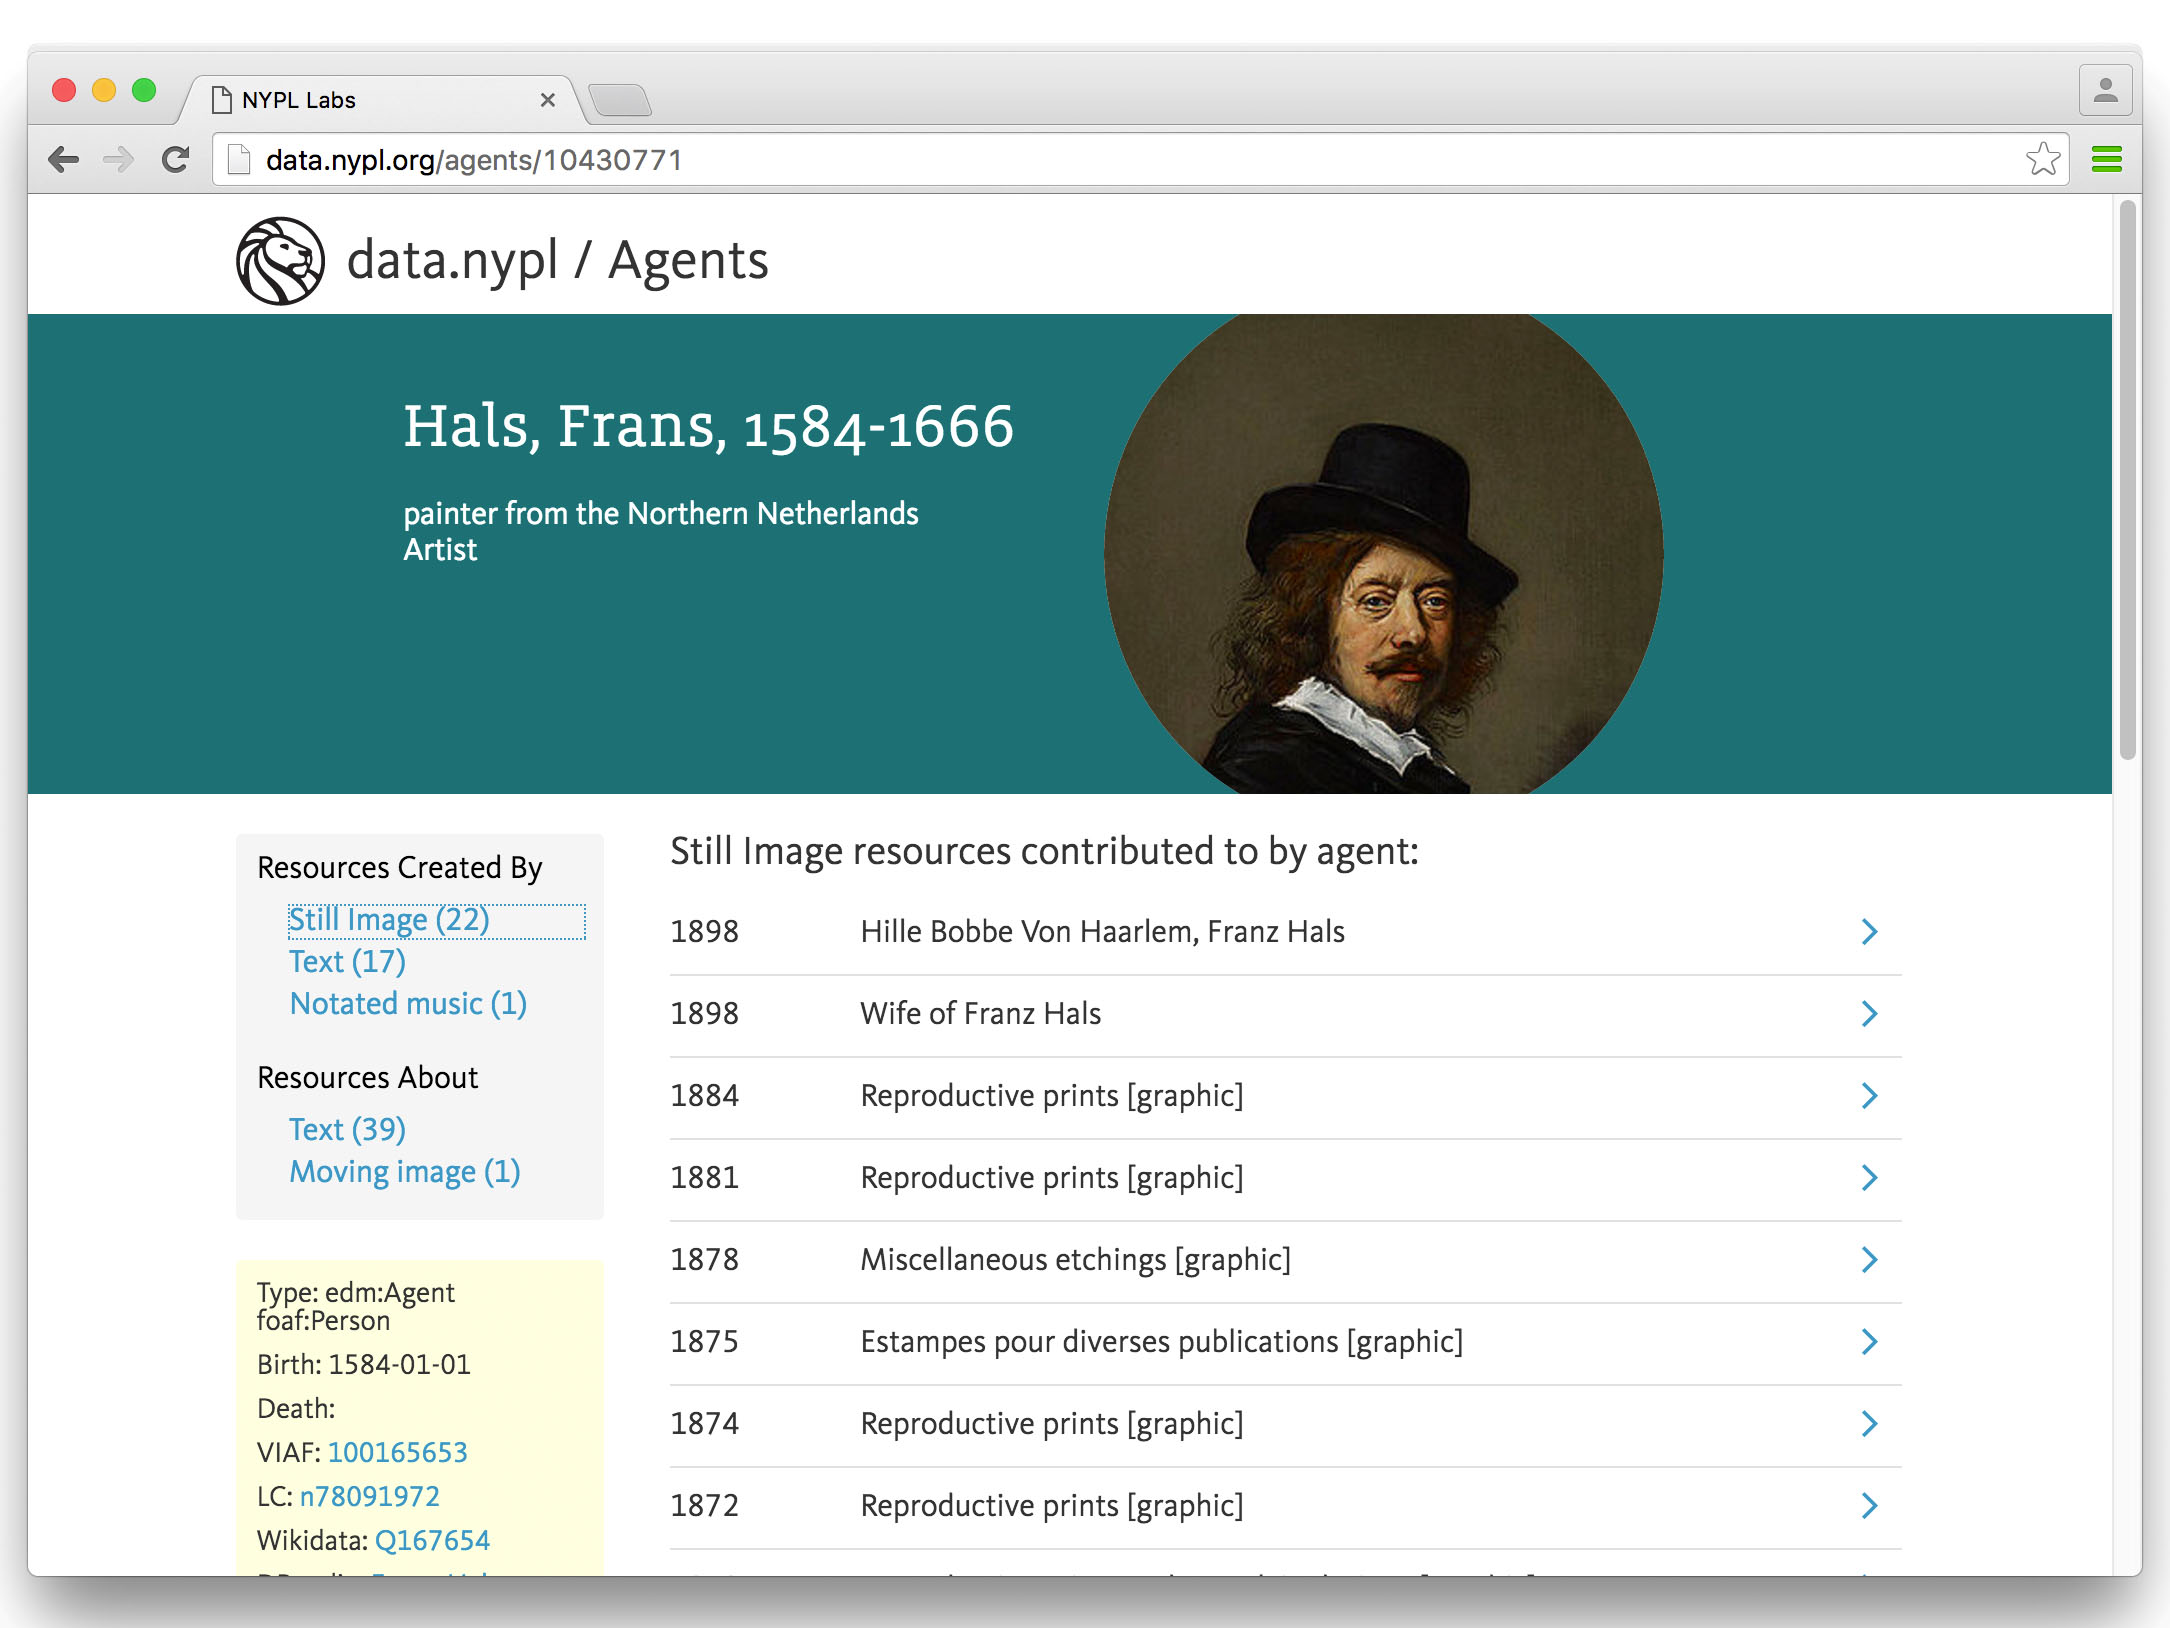 NYPL Labs
data.nypl.org/agents/10430771
data.nypl / Agents
Hals, Frans, 1584-1666
painter from the Northern Netherlands
Artist
Resources Created By
Still Image (22)
Text (17)
Notated music (1)
Resources About
Text (39)
Moving image (1)
Type: edm:Agent
foaf:Person
Birth: 1584-01-01
Death:
VIAF: 100165653
LC: n78091972
Wikidata: Q167654
Still Image resources contributed to by agent:
1898 Hille Bobbe Von Haarlem, Franz Hals
1898 Wife of Franz Hals
1884 Reproductive prints [graphic]
1881 Reproductive prints [graphic]
1878 Miscellaneous etchings [graphic]
1875 Estampes pour diverses publications [graphic]
1874 Reproductive prints [graphic]
1872 Reproductive prints [graphic]